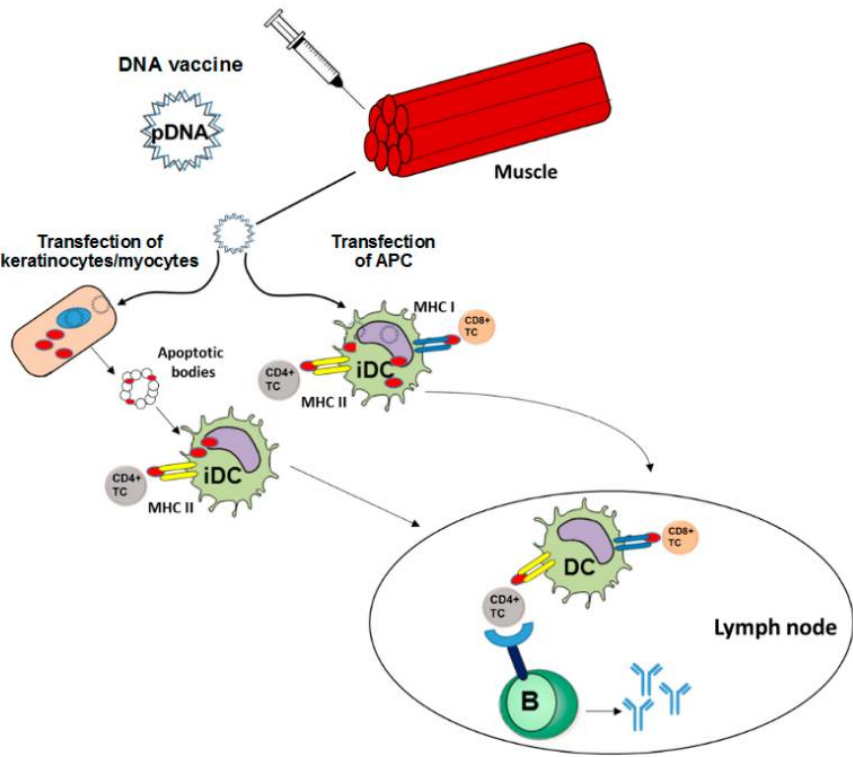 DNA vaccine
pDNA
Muscle
Transfection of
keratinocytes/myocytes
Transfection
of APC
MHC I
CD8+
TC
iDC
CD4+
TC
MHC II
Apoptotic
bodies
iDC
CD4+
TC
MHC II
DC
CD8+
TC
CD4+
TC
Lymph node
B